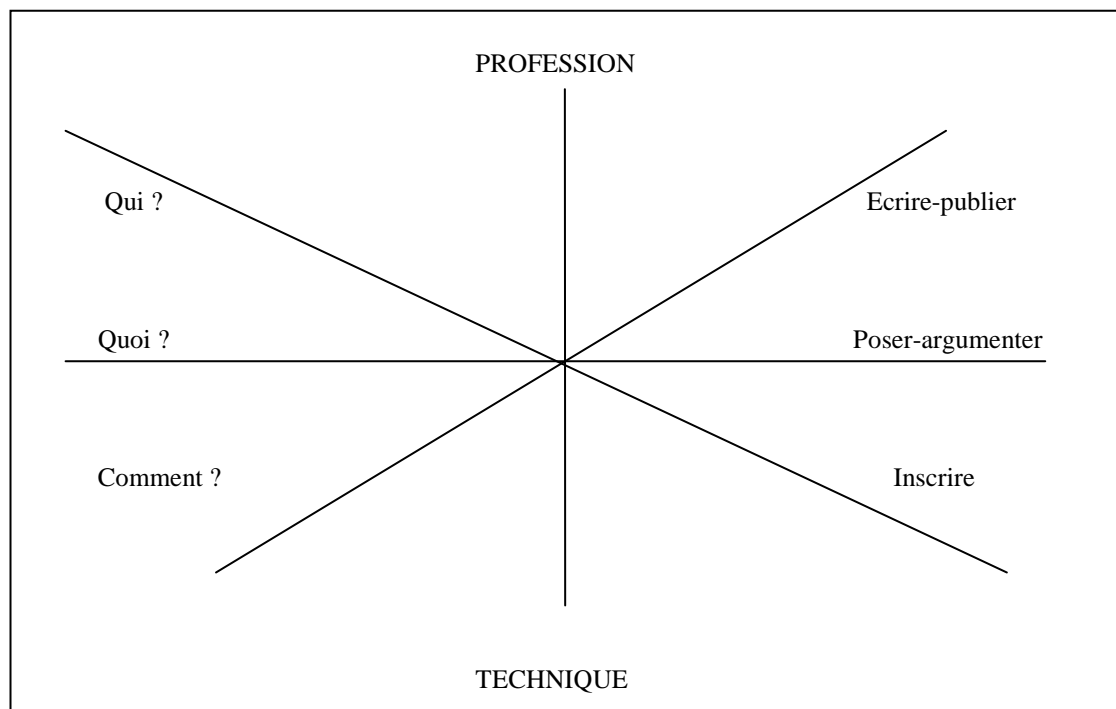 PROFESSION
Qui ?
Ecrire-publier
Quoi ?
Poser-argumenter
Comment ?
Inscrire
TECHNIQUE